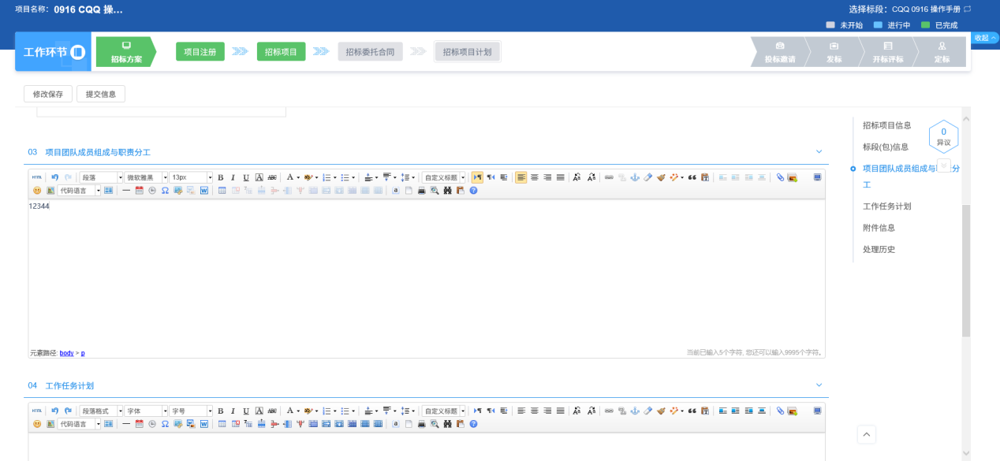 项目名称: 0916 CQQ 操...
选择标段: CQQ 0916 操作手册
未开始 进行中 已完成
收起
工作环节
招标方案
项目注册
招标项目
招标委托合同
招标项目计划
投标邀请
发标
开标评标
定标
修改保存 提交信息
招标项目信息
标段(包)信息
项目团队成员组成与
分
工
工作任务计划
附件信息
处理历史
0
异议
03 项目团队成员组成与职责分工
HTML 段落 微软雅黑 13px B I U A ABC A 自定义标题
代码语言
12344
元素路径: body > p
当前已输入5个字符, 您还可以输入9995个字符。
04 工作任务计划
HTML 段落格式 字体 字号 B I U A ABC A 自定义标题
代码语言